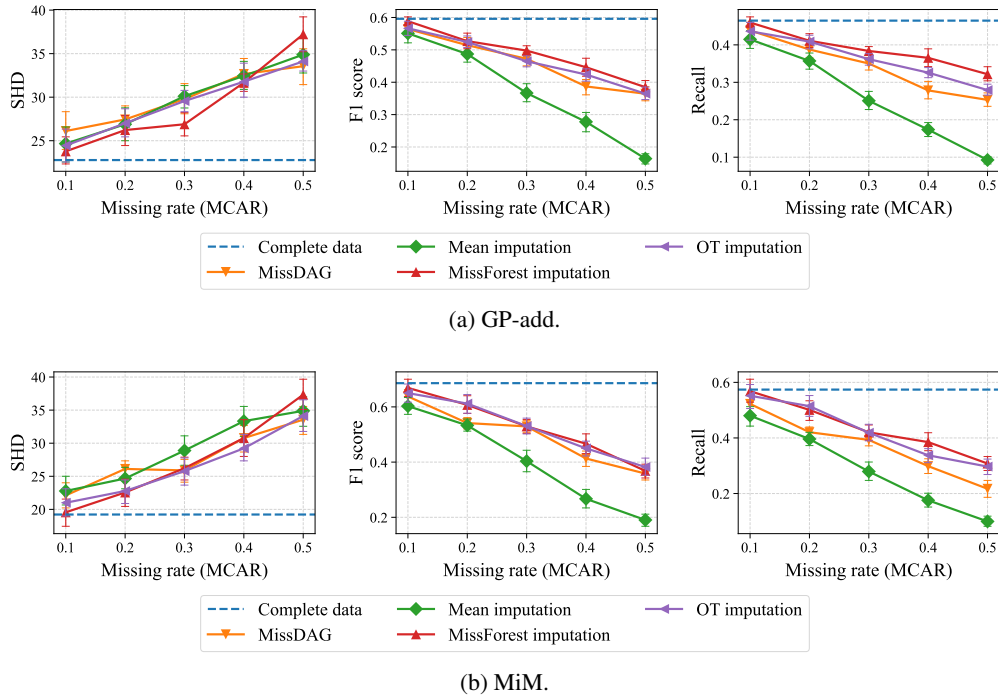 40
35
30
25
SHD
0.1 0.2 0.3 0.4 0.5
Missing rate (MCAR)
0.6
0.5
0.4
0.3
0.2
F1 score
0.1 0.2 0.3 0.4 0.5
Missing rate (MCAR)
0.4
0.3
0.2
0.1
Recall
0.1 0.2 0.3 0.4 0.5
Missing rate (MCAR)
Complete data Mean imputation OT imputation
MissDAG MissForest imputation
(a) GP-add.
40
35
30
25
20
SHD
0.1 0.2 0.3 0.4 0.5
Missing rate (MCAR)
0.6
0.4
0.2
F1 score
0.1 0.2 0.3 0.4 0.5
Missing rate (MCAR)
0.6
0.4
0.2
Recall
0.1 0.2 0.3 0.4 0.5
Missing rate (MCAR)
Complete data Mean imputation OT imputation
MissDAG MissForest imputation
(b) MiM.